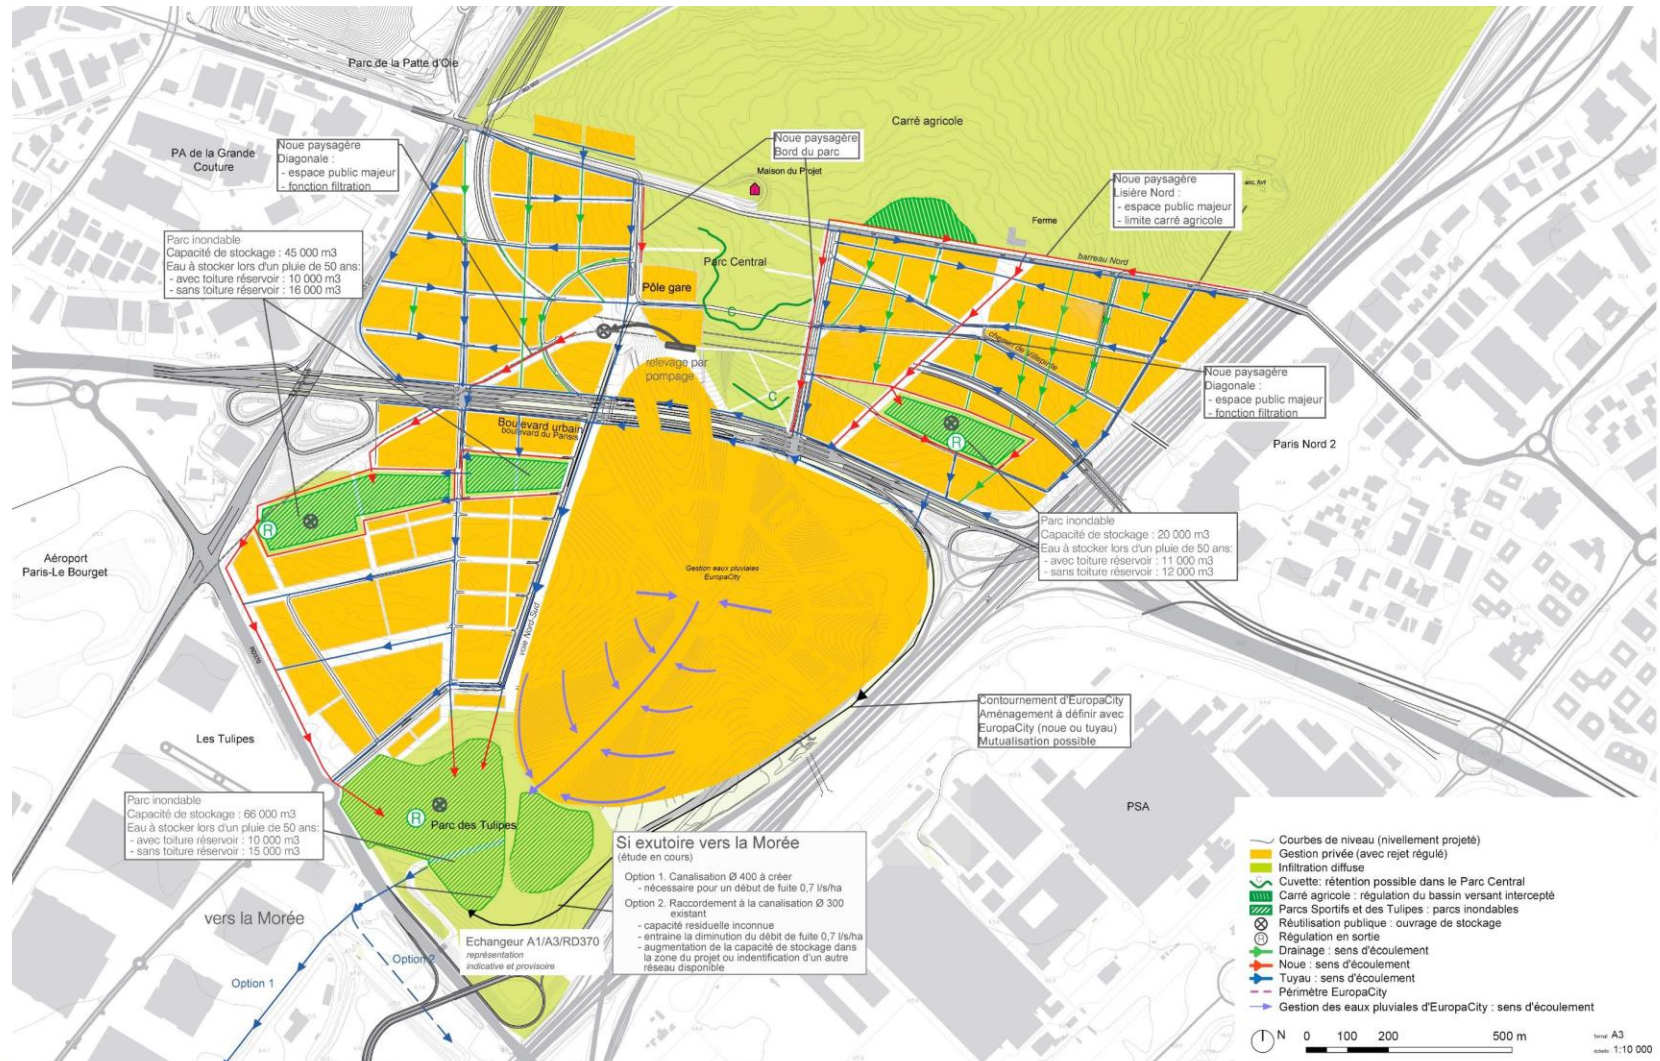 Parc de la Patte d'Oie
RD 902
Carré agricole
PA de la Grande
Couture
Noue paysagère
Diagonale :
- espace public majeur
- fonction filtration
Noue paysagère
Bord du parc
Maison du Projet
Noue paysagère
Lisière Nord :
- espace public majeur
- limite carré agricole
anc. fort
Ferme
barreau Nord
Parc inondable
Capacité de stockage : 45 000 m3
Eau à stocker lors d'un pluie de 50 ans:
- avec toiture réservoir : 10 000 m3
- sans toiture réservoir : 16 000 m3
Parc Central
Pôle gare
C
relevage par
pompage
chemin de Villepinte
Noue paysagère
Diagonale :
- espace public majeur
- fonction filtration
C
Boulevard urbain
boulevard du Parisis
R
Paris Nord 2
R
Parc inondable
Capacité de stockage : 20 000 m3
Eau à stocker lors d'un pluie de 50 ans:
- avec toiture réservoir : 11 000 m3
- sans toiture réservoir : 12 000 m3
Aéroport
Paris-Le Bourget
Gestion eaux pluviales
EuropaCity
voie Nord-Sud
RD370
Contournement d'EuropaCity
Aménagement à définir avec
EuropaCity (noue ou tuyau)
Mutualisation possible
Les Tulipes
Parc inondable
Capacité de stockage : 66 000 m3
Eau à stocker lors d'un pluie de 50 ans:
- avec toiture réservoir : 10 000 m3
- sans toiture réservoir : 15 000 m3
R
Parc des Tulipes
PSA
Si exutoire vers la Morée
(étude en cours)
Option 1. Canalisation Ø 400 à créer
- nécessaire pour un début de fuite 0,7 l/s/ha
Option 2. Raccordement à la canalisation Ø 300
existant
- capacité residuelle inconnue
- entraine la diminution du débit de fuite 0,7 l/s/ha
- augmentation de la capacité de stockage dans
la zone du projet ou indentification d'un autre
réseau disponible
vers la Morée
Echangeur A1/A3/RD370
représentation
indicative et provisoire
Option 2
Option 1
Courbes de niveau (nivellement projeté)
Gestion privée (avec rejet régulé)
Infiltration diffuse
C Cuvette: rétention possible dans le Parc Central
Carré agricole : régulation du bassin versant intercepté
Parcs Sportifs et des Tulipes : parcs inondables
Réutilisation publique : ouvrage de stockage
R Régulation en sortie
Drainage : sens d'écoulement
Noue : sens d'écoulement
Tuyau : sens d'écoulement
Périmètre EuropaCity
Gestion des eaux pluviales d'EuropaCity : sens d'écoulement
N 0 100 200 500 m
format A3
échelle 1:10 000